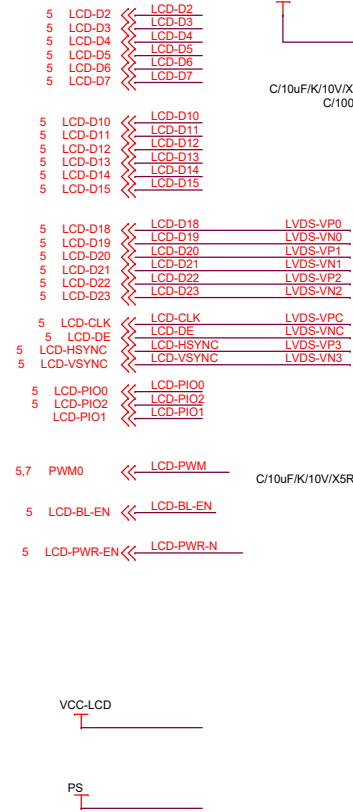 5 LCD-D2 LCD-D2
5 LCD-D3 LCD-D3
5 LCD-D4 LCD-D4
5 LCD-D5 LCD-D5
5 LCD-D6 LCD-D6
5 LCD-D7 LCD-D7
C/10uF/K/10V/X
C/100
5 LCD-D10 LCD-D10
5 LCD-D11 LCD-D11
5 LCD-D12 LCD-D12
5 LCD-D13 LCD-D13
5 LCD-D14 LCD-D14
5 LCD-D15 LCD-D15
5 LCD-D18 LCD-D18 LVDS-VP0
5 LCD-D19 LCD-D19 LVDS-VN0
5 LCD-D20 LCD-D20 LVDS-VP1
5 LCD-D21 LCD-D21 LVDS-VN1
5 LCD-D22 LCD-D22 LVDS-VP2
5 LCD-D23 LCD-D23 LVDS-VN2
5 LCD-CLK LCD-CLK LVDS-VPC
5 LCD-DE LCD-DE LVDS-VNC
5 LCD-HSYNC LCD-HSYNC LVDS-VP3
5 LCD-VSYNC LCD-VSYNC LVDS-VN3
5 LCD-PIO0 LCD-PIO0
5 LCD-PIO2 LCD-PIO2
LCD-PIO1 LCD-PIO1
5,7 PWM0 LCD-PWM
C/10uF/K/10V/X5R
5 LCD-BL-EN LCD-BL-EN
5 LCD-PWR-EN LCD-PWR-N
VCC-LCD
PS